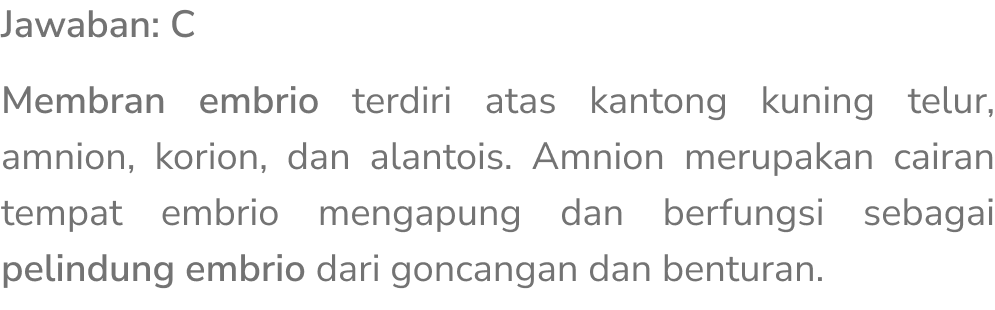 Jawaban: C
Membran embrio terdiri atas kantong kuning telur,
amnion, korion, dan alantois. Amnion merupakan cairan
tempat embrio mengapung dan berfungsi sebagai
pelindung embrio dari goncangan dan benturan.